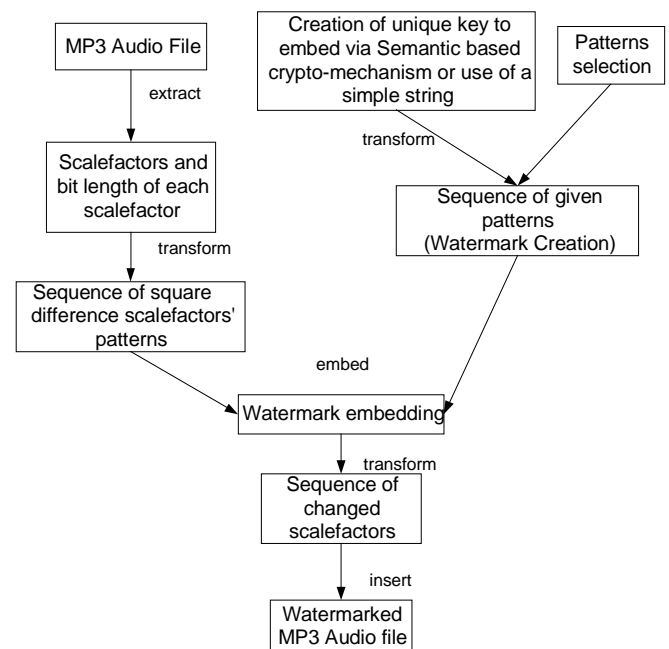 MP3 Audio File
Creation of unique key to
embed via Semantic based
crypto-mechanism or use of a
simple string
Patterns
selection
extract
transform
Scalefactors and
bit length of each
scalefactor
Sequence of given
patterns
(Watermark Creation)
transform
Sequence of square
difference scalefactors'
patterns
embed
Watermark embedding
transform
Sequence of
changed
scalefactors
insert
Watermarked
MP3 Audio file